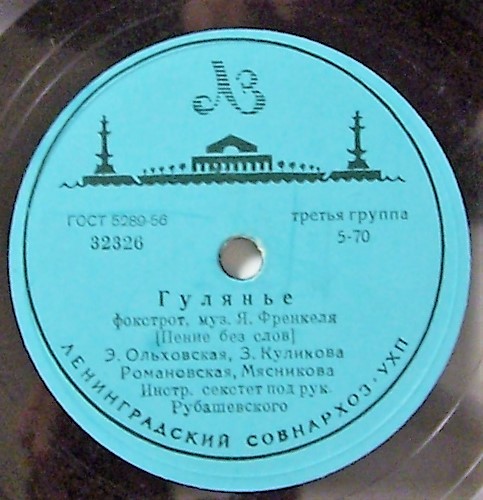 ЛЗ
ГОСТ 5289-56
третья группа
32326
5-70
Гулянье
фокстрот, муз. Я. Френкеля
[Пение без слов]
Э. Ольховская, З. Куликова
Романовская, Мясникова
Инстр. секстет под рук.
Рубашевского
ЛЕНИНГРАДСКИЙ СОВНАРХОЗ·УХП